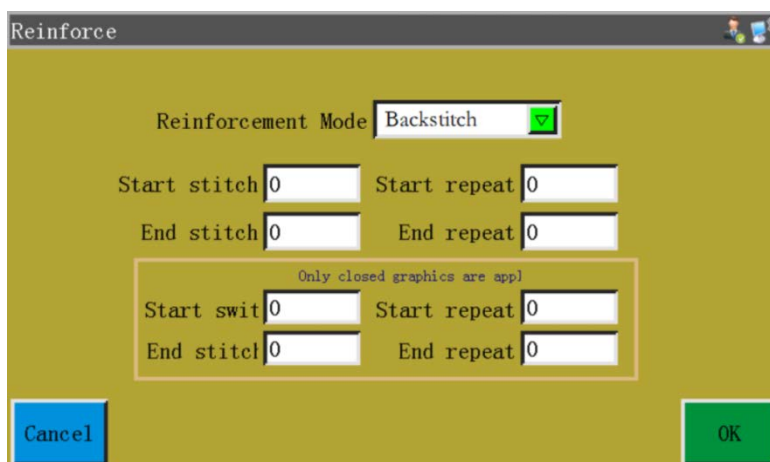 Reinforce
Reinforcement Mode Backstitch
Start stitch 0 Start repeat 0
End stitch 0 End repeat 0
Only closed graphics are appl
Start swit 0 Start repeat 0
End stitch 0 End repeat 0
Cancel OK